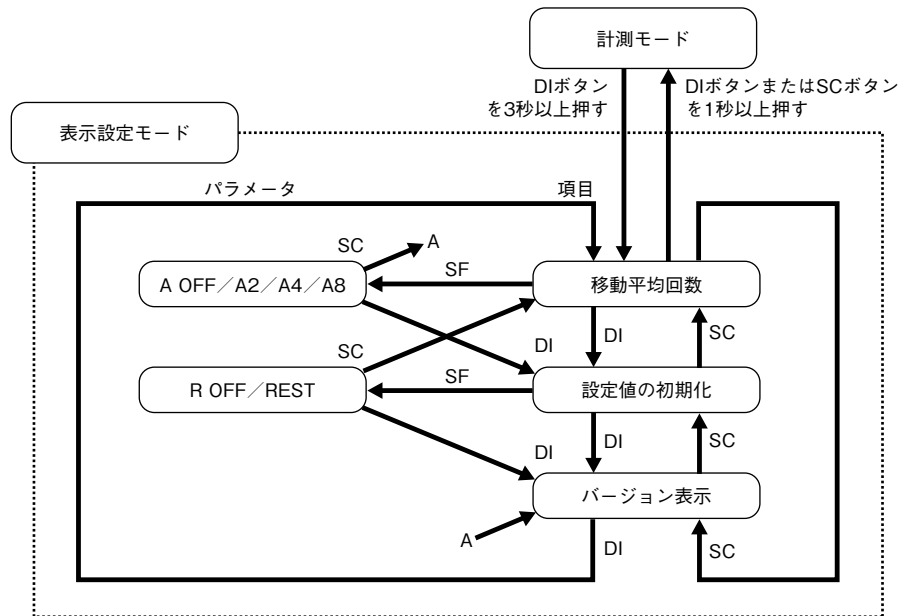 計測モード
DIボタン
を3秒以上押す
DIボタンまたはSCボタン
を1秒以上押す
表示設定モード
パラメータ
項目
SC
A
SF
A OFF／A2／A4／A8
移動平均回数
SC
DI
DI
SC
SF
R OFF／REST
設定値の初期化
DI
DI
SC
バージョン表示
A
DI
SC